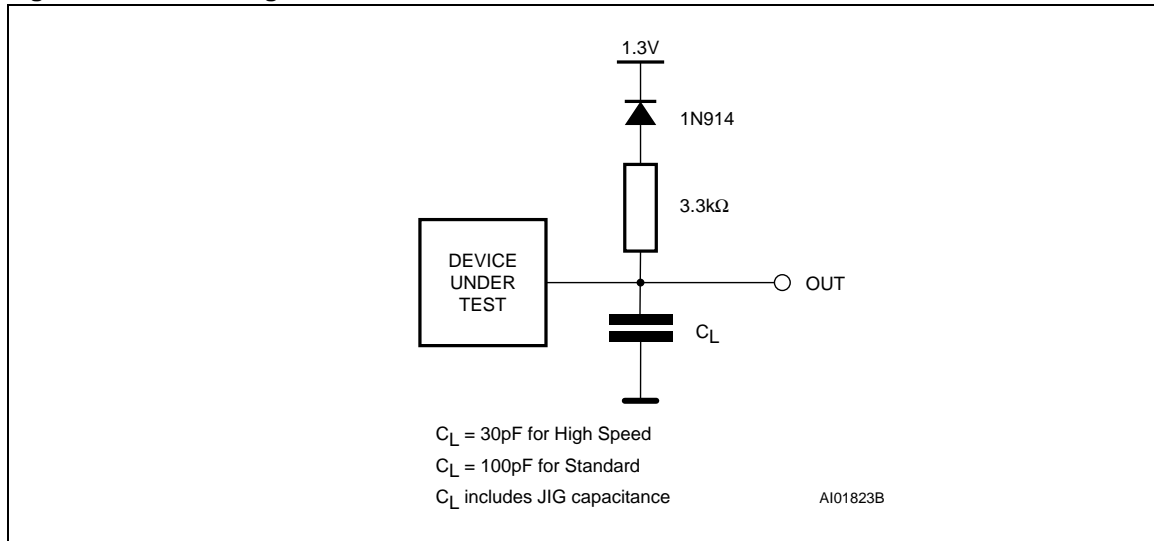 1.3V
1N914
3.3kΩ
DEVICE
UNDER
TEST
OUT
CL
CL = 30pF for High Speed
CL = 100pF for Standard
CL includes JIG capacitance
AI01823B